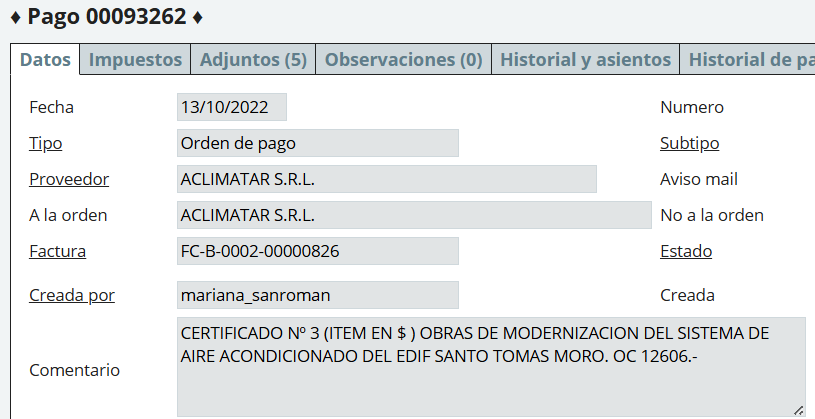 ♦ Pago 00093262 ♦
Datos Impuestos Adjuntos (5) Observaciones (0) Historial y asientos Historial de
Fecha 13/10/2022 Numero
Tipo Orden de pago Subtipo
Proveedor ACLIMATAR S.R.L. Aviso mail
A la orden ACLIMATAR S.R.L. No a la orden
Factura FC-B-0002-00000826 Estado
Creada por mariana_sanroman Creada
Comentario CERTIFICADO Nº 3 (ITEM EN $ ) OBRAS DE MODERNIZACION DEL SISTEMA DE
AIRE ACONDICIONADO DEL EDIF SANTO TOMAS MORO. OC 12606.-